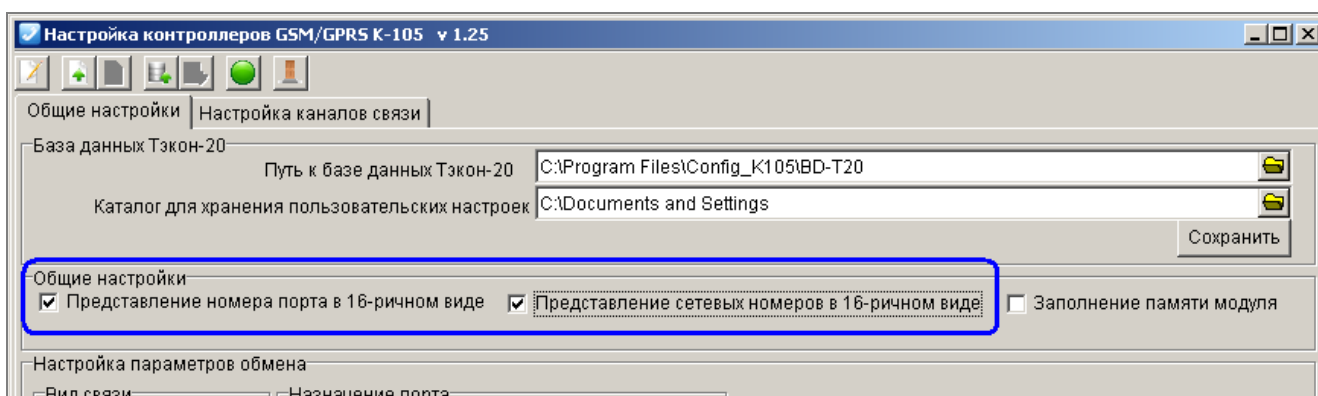 Настройка контроллеров GSM/GPRS K-105 v 1.25
Общие настройки Настройка каналов связи
База данных Тэкон-20
Путь к базе данных Тэкон-20 C:\Program Files\Config_K105\BD-T20
Каталог для хранения пользовательских настроек C:\Documents and Settings
Сохранить
Общие настройки
Представление номера порта в 16-ричном виде Представление сетевых номеров в 16-ричном виде Заполнение памяти модуля
Настройка параметров обмена
Вид связи Назначение порта